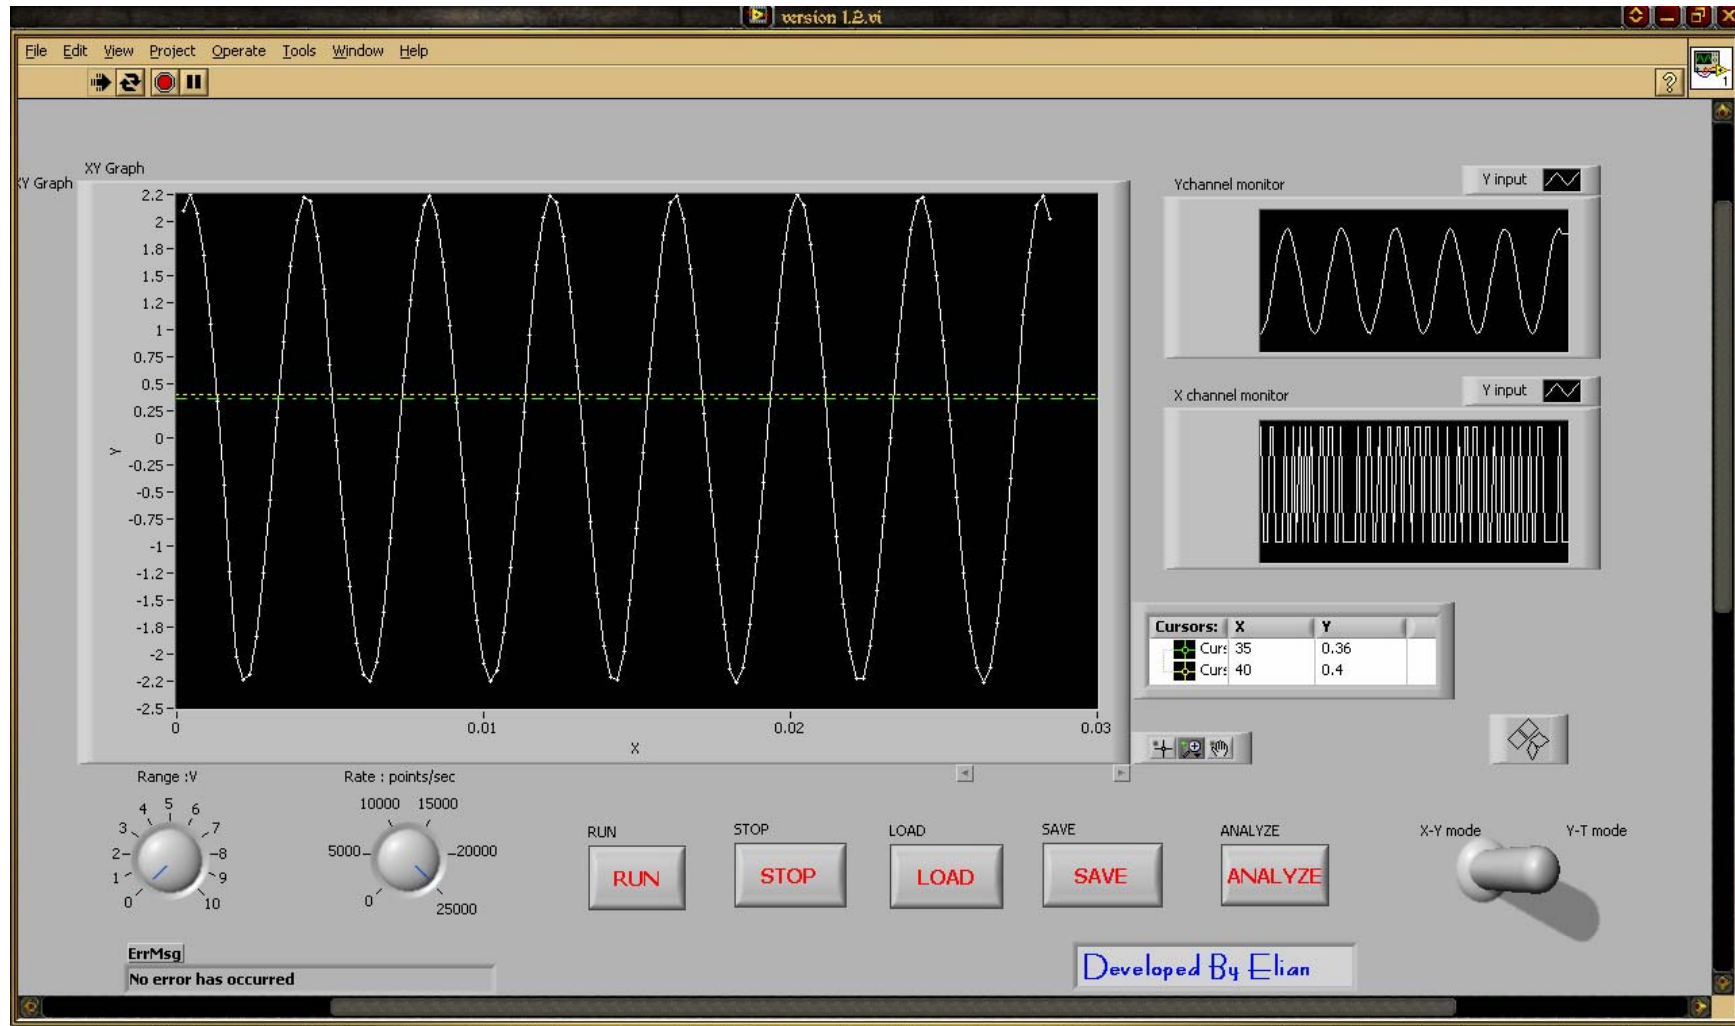 version 1.2.vi
File Edit View Project Operate Tools Window Help
1
XY Graph
XY Graph
2.2
2
1.8
1.5
1.2
1
0.75
0.5
0.25
0
-0.25
-0.5
-0.75
-1
-1.2
-1.5
-1.8
-2
-2.2
-2.5
Y
0 0.01 0.02 0.03
X
Ychannel monitor
Y input
X channel monitor
Y input
Cursors: X Y
Curs 35 0.36
Curs 40 0.4
Range :V
0 1 2 3 4 5 6 7 8 9 10
Rate : points/sec
0 5000 10000 15000 20000 25000
RUN
RUN
STOP
STOP
LOAD
LOAD
SAVE
SAVE
ANALYZE
ANALYZE
X-Y mode Y-T mode
ErrMsg
No error has occurred
Developed By Elian